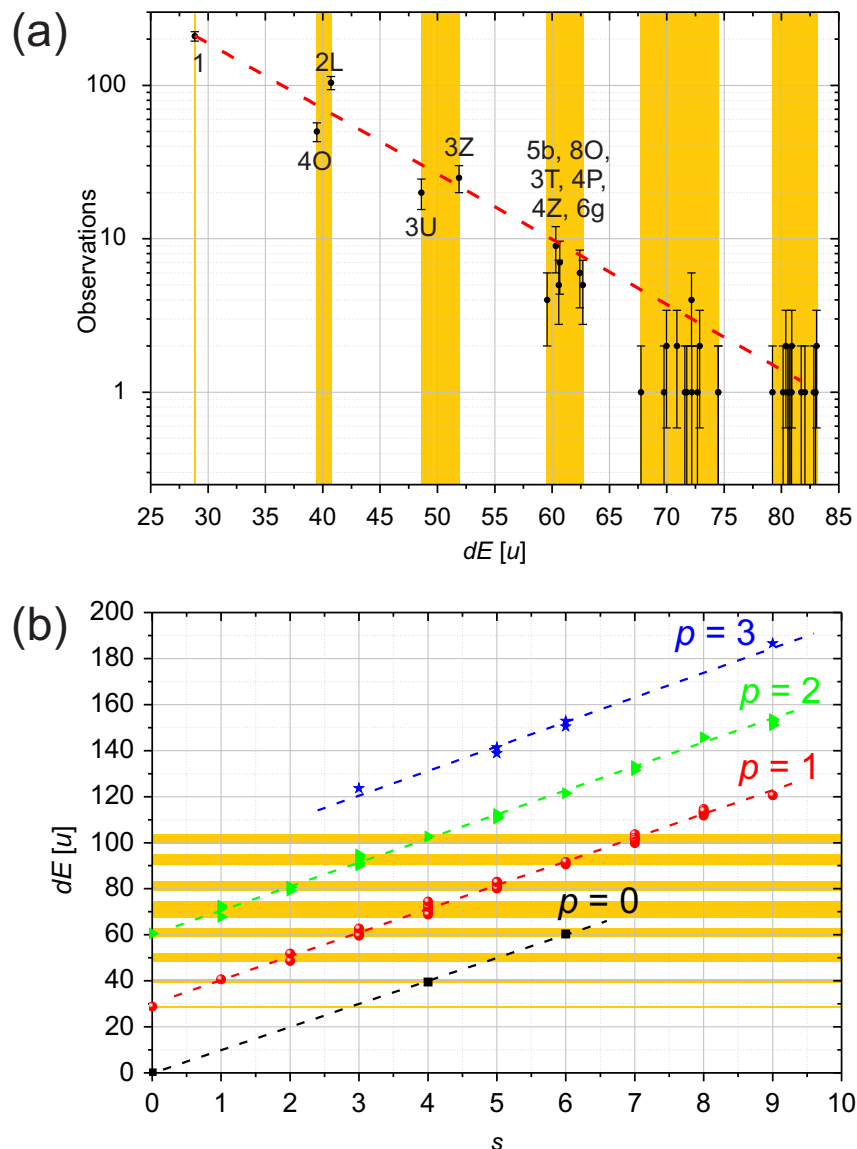 (a)
100
10
1
Observations
1
2L
4O
3Z
3U
5b, 8O,
3T, 4P,
4Z, 6g
25 30 35 40 45 50 55 60 65 70 75 80 85
dE [u]
(b)
200
180
160
140
120
100
80
60
40
20
0
dE [u]
p = 3
p = 2
p = 1
p = 0
0 1 2 3 4 5 6 7 8 9 10
s